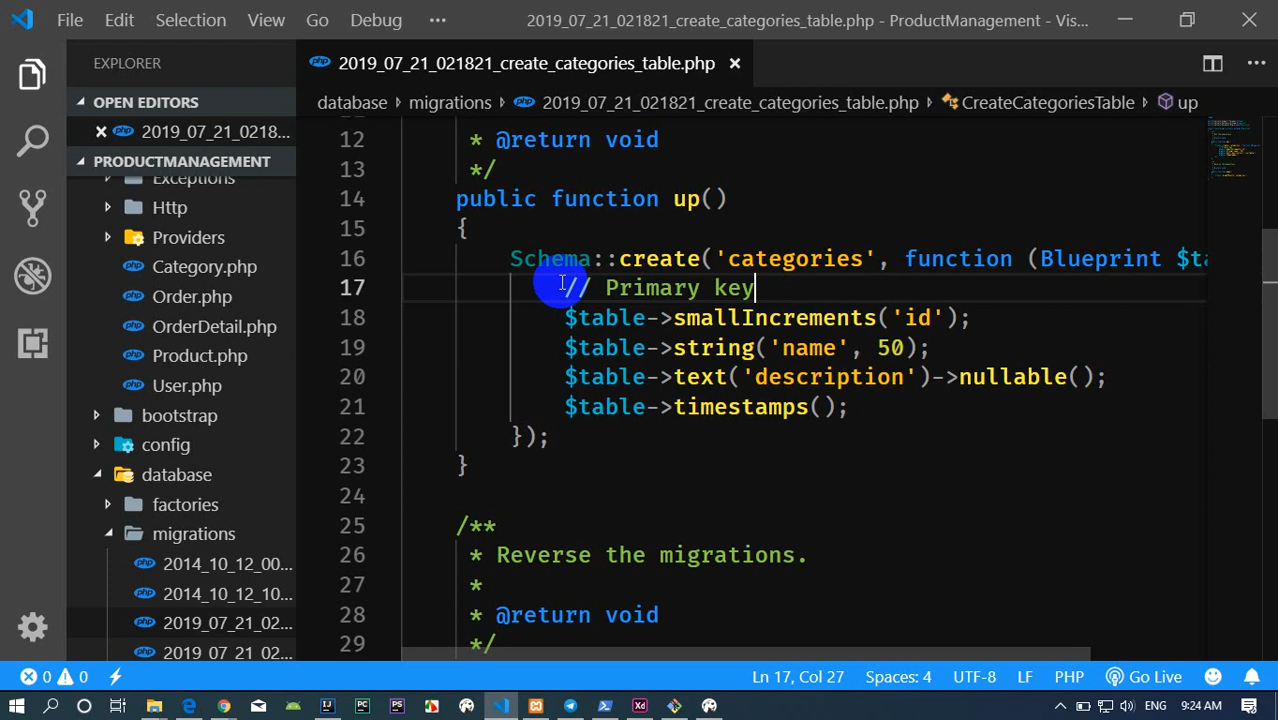 File Edit Selection View Go Debug ··· 2019_07_21_021821_create_categories_table.php - ProductManagement - Vis...
EXPLORER
2019_07_21_021821_create_categories_table.php
OPEN EDITORS
2019_07_21_0218...
PRODUCTMANAGEMENT
Exceptions
Http
Providers
Category.php
Order.php
OrderDetail.php
Product.php
User.php
bootstrap
config
database
factories
migrations
2014_10_12_00...
2014_10_12_10...
2019_07_21_02...
2019_07_21_02...
database migrations 2019_07_21_021821_create_categories_table.php CreateCategoriesTable up
12 * @return void
13 */
14 public function up()
15 {
16 Schema::create('categories', function (Blueprint $ta
17 // Primary key
18 $table->smallIncrements('id');
19 $table->string('name', 50);
20 $table->text('description')->nullable();
21 $table->timestamps();
22 });
23 }
24
25 /**
26 * Reverse the migrations.
27 *
28 * @return void
29 */
0 0 Ln 17, Col 27 Spaces: 4 UTF-8 LF PHP Go Live
ENG 9:24 AM